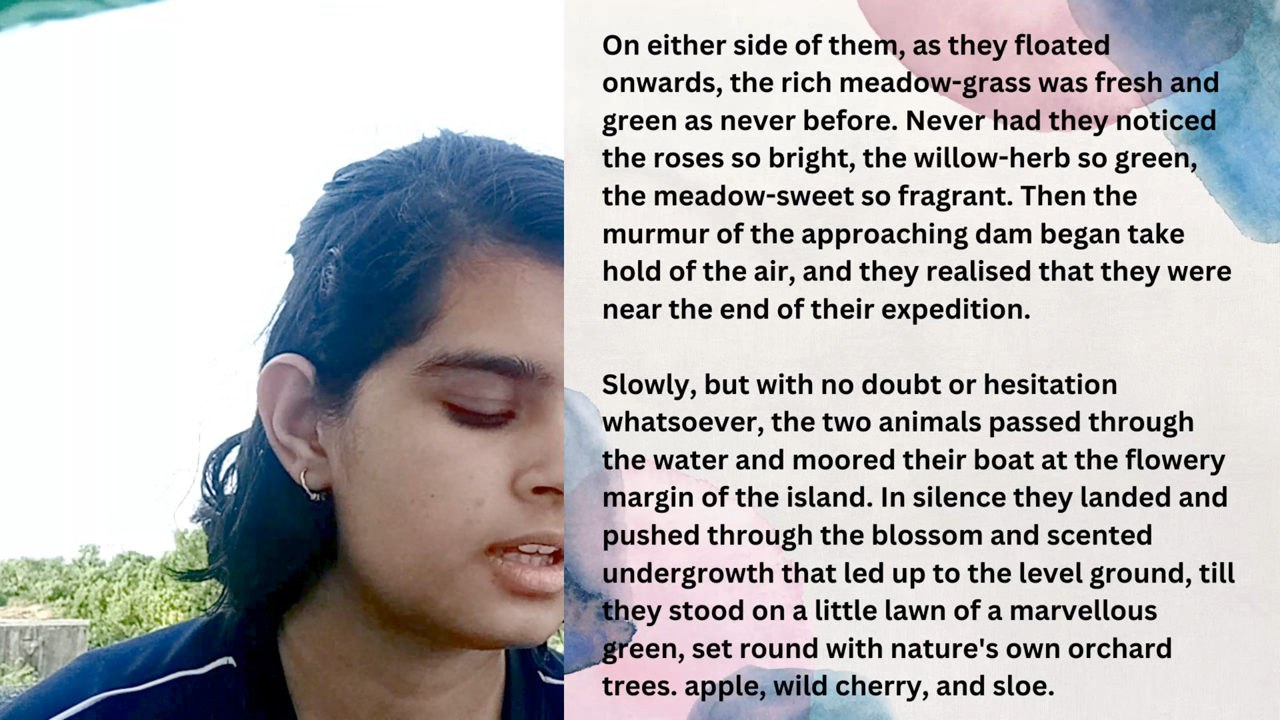 On either side of them, as they floated
onwards, the rich meadow-grass was fresh and
green as never before. Never had they noticed
the roses so bright, the willow-herb so green,
the meadow-sweet so fragrant. Then the
murmur of the approaching dam began take
hold of the air, and they realised that they were
near the end of their expedition.
Slowly, but with no doubt or hesitation
whatsoever, the two animals passed through
the water and moored their boat at the flowery
margin of the island. In silence they landed and
pushed through the blossom and scented
undergrowth that led up to the level ground, till
they stood on a little lawn of a marvellous
green, set round with nature's own orchard
trees. apple, wild cherry, and sloe.